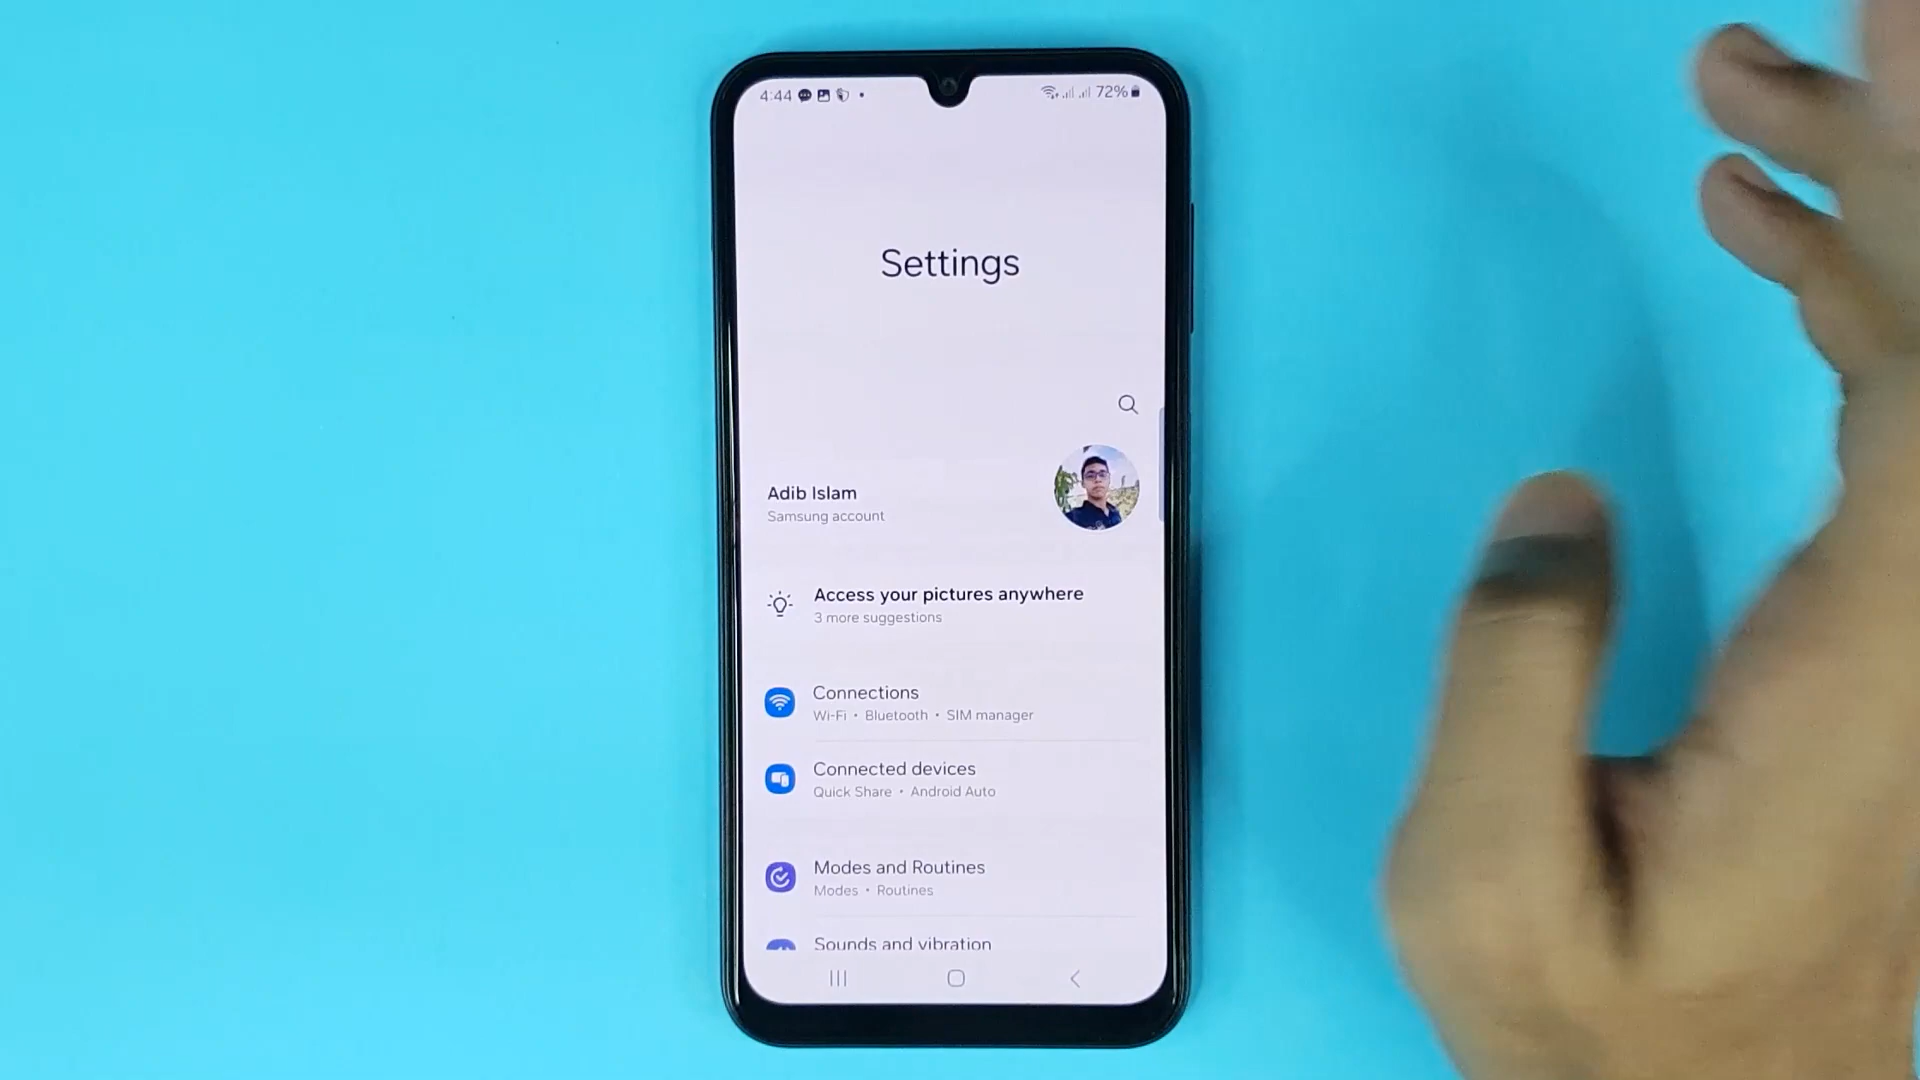 4:44
72%
Settings
Adib Islam
Samsung account
Access your pictures anywhere
3 more suggestions
Connections
Wi-Fi • Bluetooth • SIM manager
Connected devices
Quick Share • Android Auto
Modes and Routines
Modes • Routines
Sounds and vibration